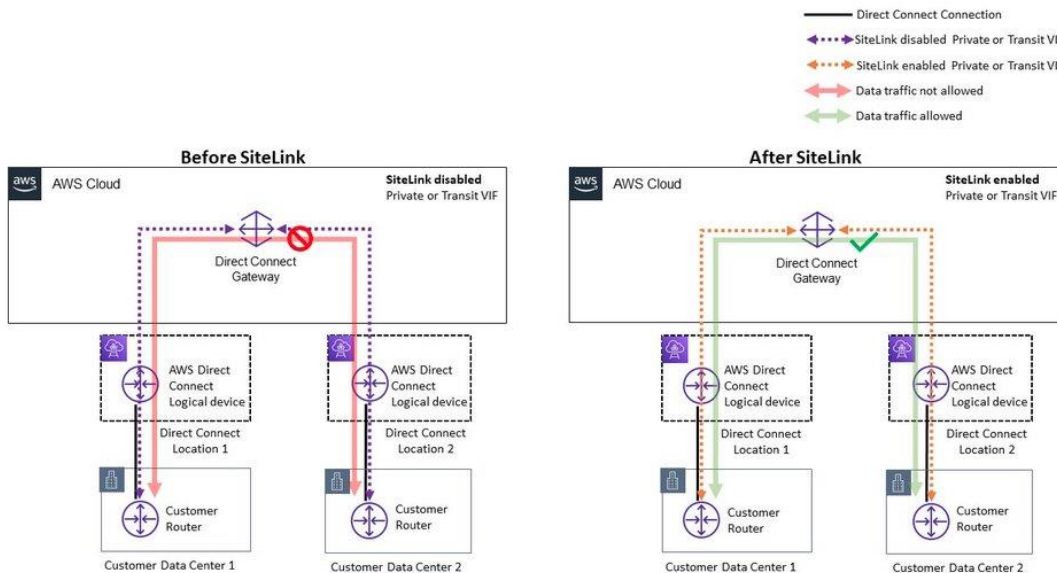 Direct Connect Connection
SiteLink disabled Private or Transit VI
SiteLink enabled Private or Transit VI
Data traffic not allowed
Data traffic allowed
Before SiteLink
aws
AWS Cloud
SiteLink disabled
Private or Transit VIF
Direct Connect
Gateway
AWS Direct
Connect
Logical device
AWS Direct
Connect
Logical device
Direct Connect
Location 1
Direct Connect
Location 2
Customer
Router
Customer
Router
Customer Data Center 1
Customer Data Center 2
After SiteLink
aws
AWS Cloud
SiteLink enabled
Private or Transit VIF
Direct Connect
Gateway
AWS Direct
Connect
Logical device
AWS Direct
Connect
Logical device
Direct Connect
Location 1
Direct Connect
Location 2
Customer
Router
Customer
Router
Customer Data Center 1
Customer Data Center 2